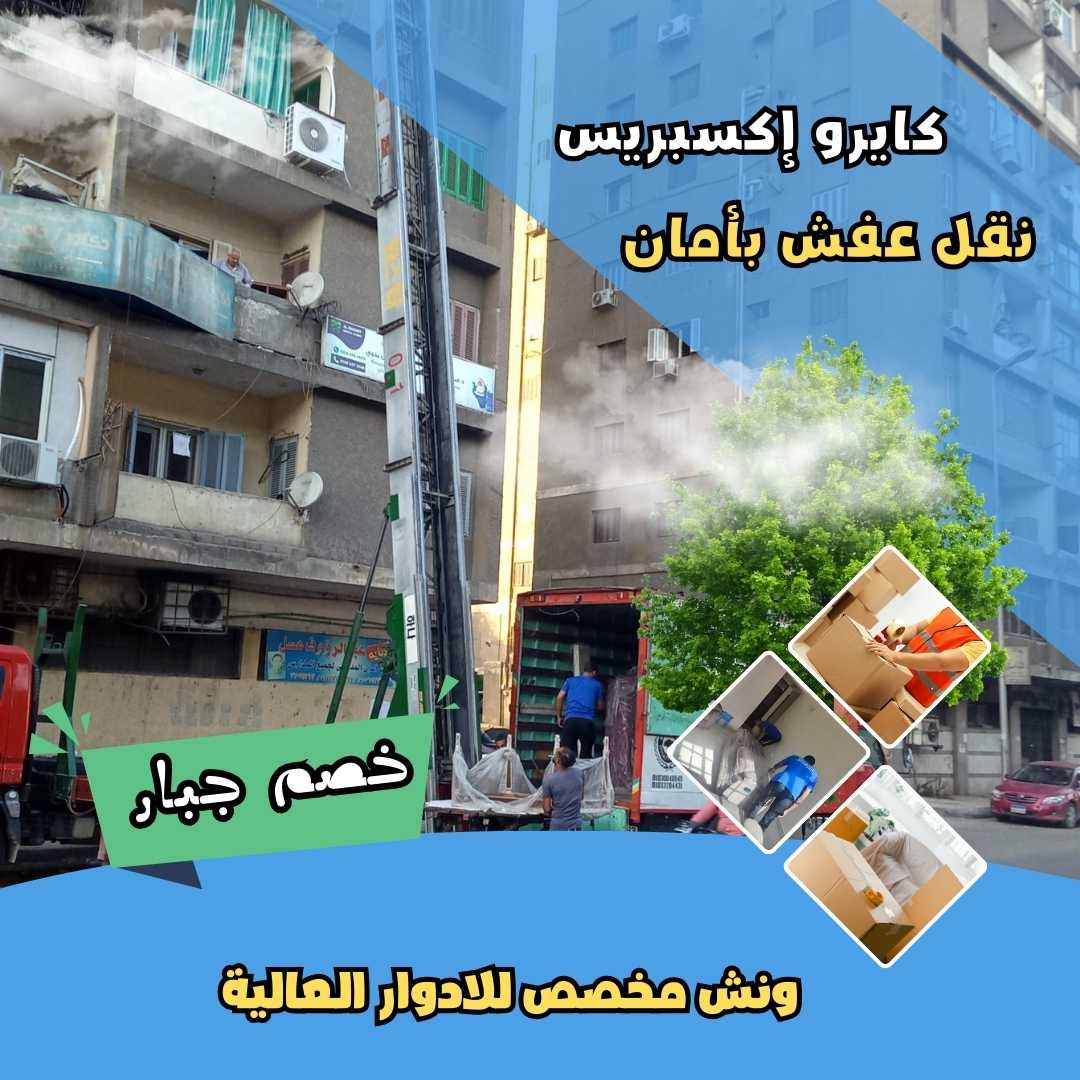 كايرو إكسبريس
نقل عفش بأمان
خصم جبار
ونش مخصص للادوار العالية